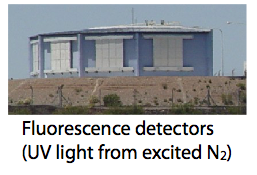 Fluorescence detectors
(UV light from excited N₂)